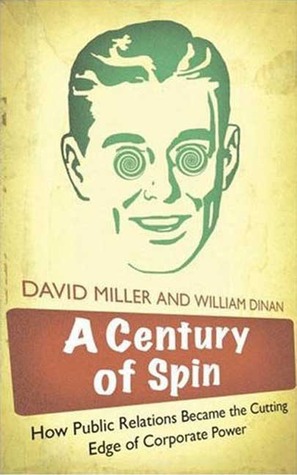 DAVID MILLER AND WILLIAM DINAN
A Century
of Spin
How Public Relations Became the Cutting
Edge of Corporate Power